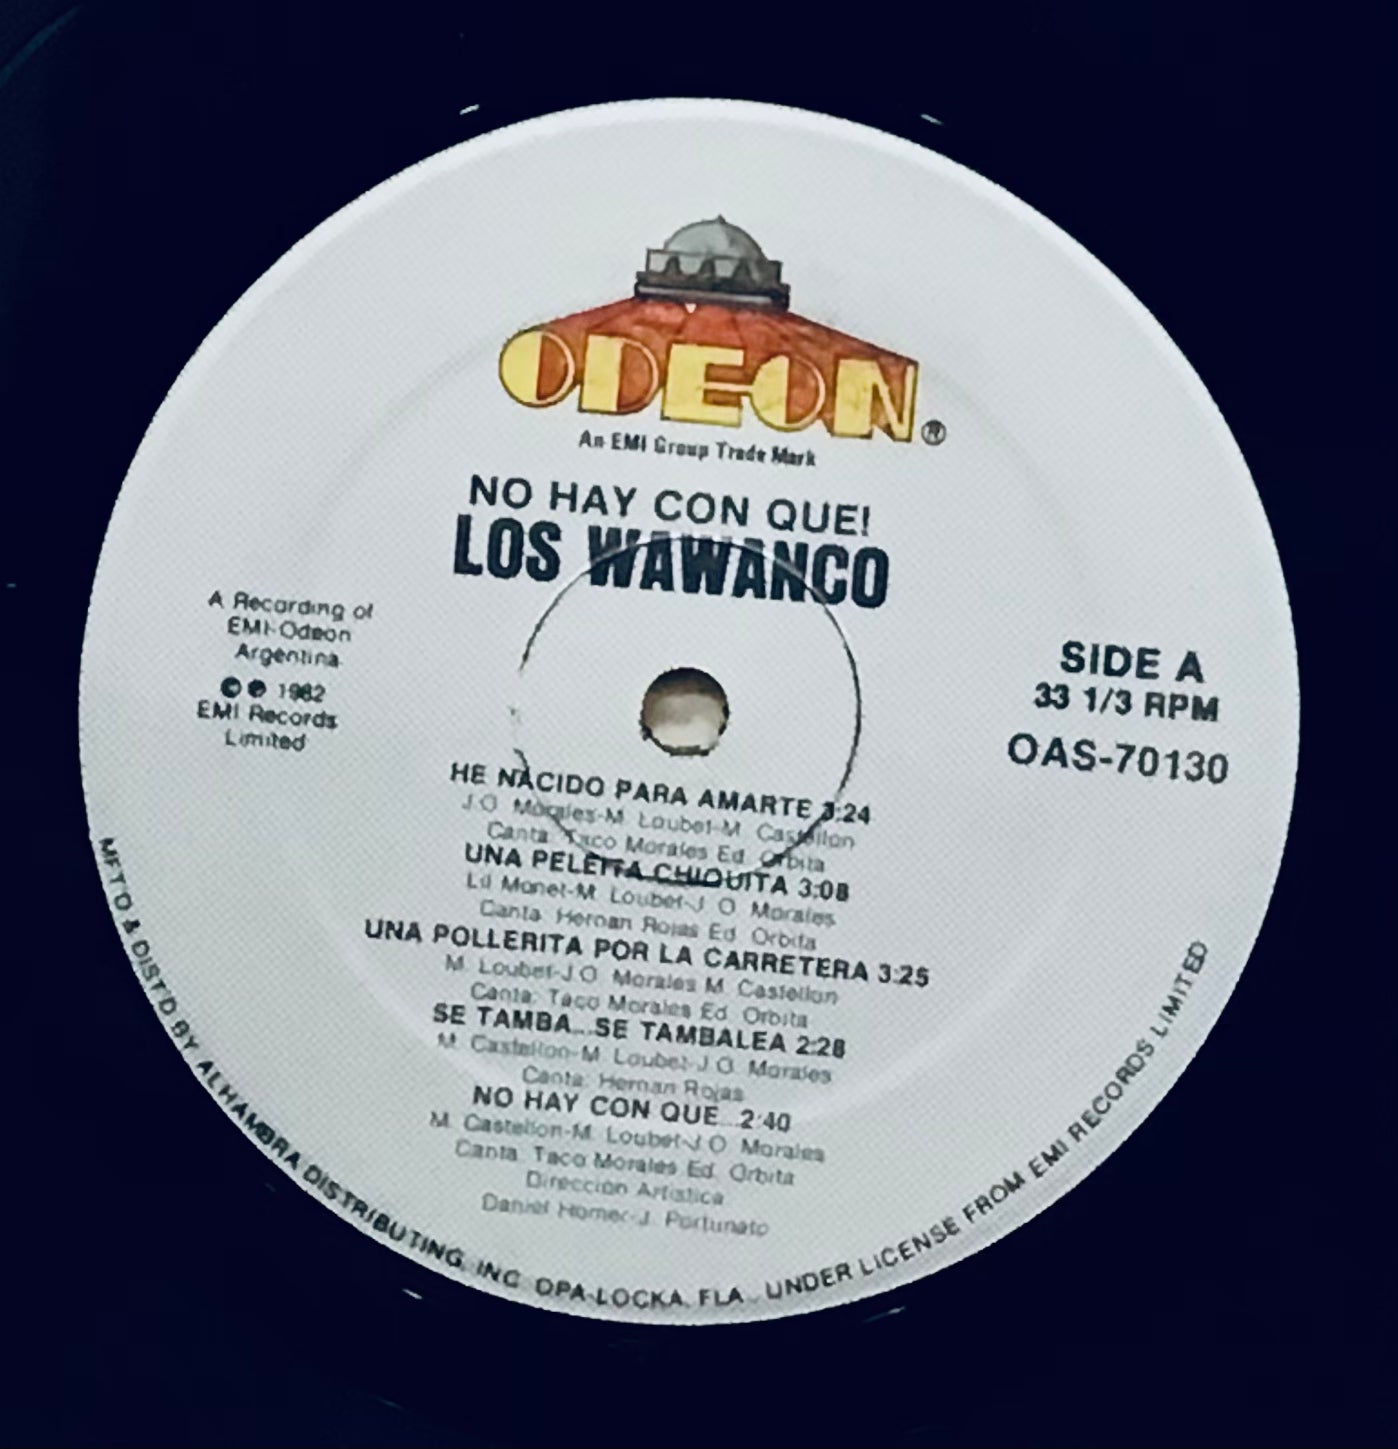 ODEON®
An EMI Group Trade Mark
NO HAY CON QUE!
LOS WAWANCO
A Recording of
EMI-Odeon
Argentina
© ℗ 1982
EMI Records
Limited
SIDE A
33 1/3 RPM
OAS-70130
HE NACIDO PARA AMARTE 3:24
J.O. Morales-M. Loubet-M. Castellon
Canta: Taco Morales Ed. Orbita
UNA PELEITA CHIQUITA 3:08
Lil Monet-M. Loubet-J. O. Morales
Canta: Hernan Rojas Ed. Orbita
UNA POLLERITA POR LA CARRETERA 3:25
M. Loubet-J.O. Morales M. Castellon
Canta: Taco Morales Ed. Orbita
SE TAMBA...SE TAMBALEA 2:28
M. Castellon-M. Loubet-J.O. Morales
Canta: Hernan Rojas
NO HAY CON QUE...2:40
M. Castellon-M. Loubet-J.O. Morales
Canta: Taco Morales Ed. Orbita
Dirección Artistica
Daniel Homer-J. Portunato
MFT'D & DIST'D BY ALHAMBRA DISTRIBUTING, INC. OPA-LOCKA, FLA. UNDER LICENSE FROM EMI RECORDS LIMITED